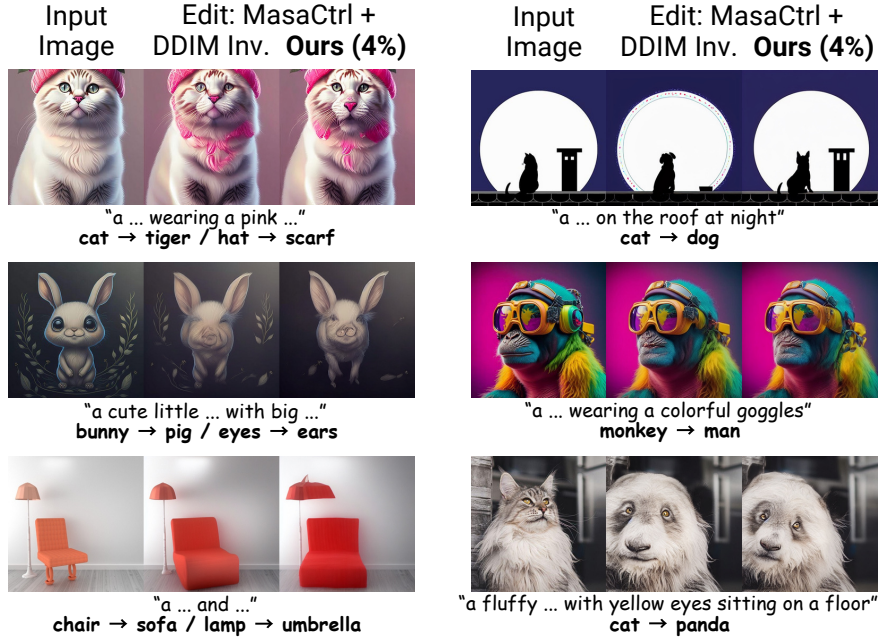 Input Image
Edit: MasaCtrl +
DDIM Inv. Ours (4%)
"a ... wearing a pink ..."
cat → tiger / hat → scarf
"a cute little ... with big ..."
bunny → pig / eyes → ears
"a ... and ..."
chair → sofa / lamp → umbrella
Input Image
Edit: MasaCtrl +
DDIM Inv. Ours (4%)
"a ... on the roof at night"
cat → dog
"a ... wearing a colorful goggles"
monkey → man
"a fluffy ... with yellow eyes sitting on a floor"
cat → panda